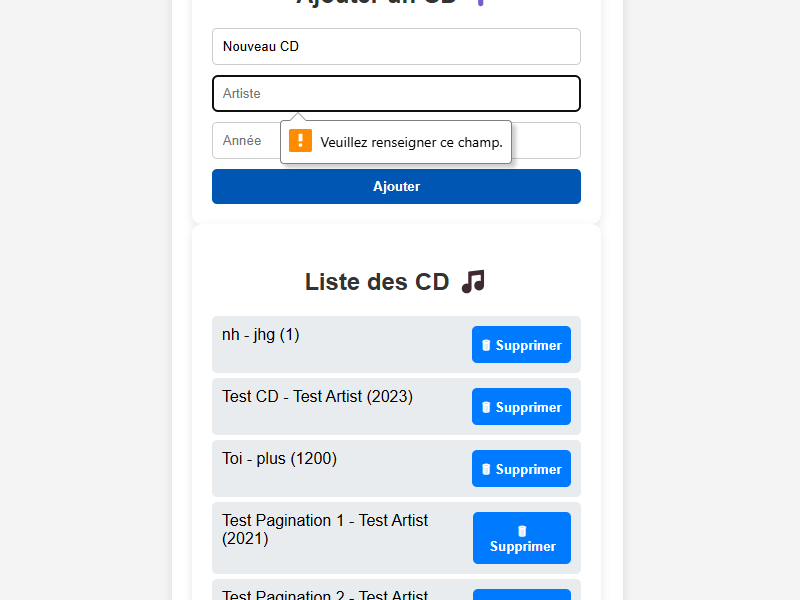 Ajouter un CD
Nouveau CD
Artiste
Année
Veuillez renseigner ce champ.
Ajouter
Liste des CD
nh - jhg (1)
Supprimer
Test CD - Test Artist (2023)
Supprimer
Toi - plus (1200)
Supprimer
Test Pagination 1 - Test Artist
(2021)
Supprimer
Test Pagination 2 - Test Artist